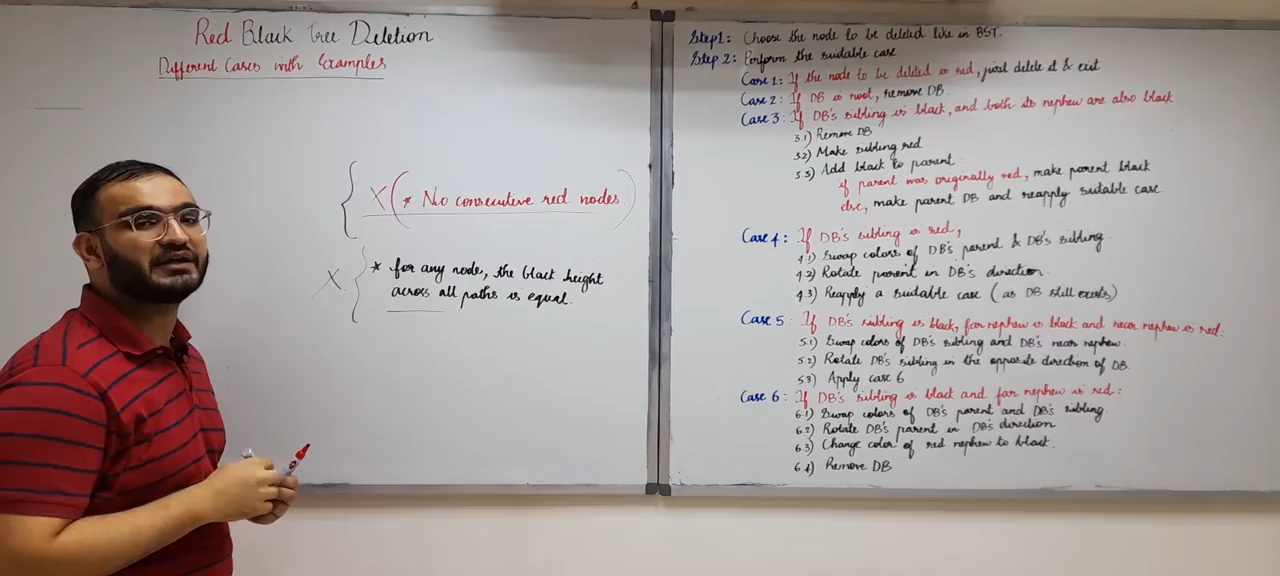 Red Black Tree Deletion
Different Cases with Examples
X ( * No consecutive red nodes. )
X * for any node, the black height
across all paths is equal.
Step1: Choose the node to be deleted like in BST.
Step 2: Perform the suitable case
Case 1: If the node to be deleted is red, just delete it & exit
Case 2: If DB is root, remove DB.
Case 3: If DB's sibling is black, and both its nephew are also black
3.1) Remove DB
3.2) Make sibling red
3.3) Add black to parent.
if parent was originally red, make parent black
else, make parent DB and reapply suitable case
Case 4: If DB's sibling is red,
4.1) Swap colors of DB's parent & DB's sibling.
4.2) Rotate parent in DB's direction.
4.3) Reapply a suitable case (as DB still exists)
Case 5: If DB's sibling is black, far nephew is black and near nephew is red:
5.1) Swap colors of DB's sibling and DB's near nephew.
5.2) Rotate DB's sibling in the opposite direction of DB.
5.3) Apply case 6
Case 6: If DB's sibling is black and far nephew is red:
6.1) Swap colors of DB's parent and DB's sibling.
6.2) Rotate DB's parent in DB's direction
6.3) Change color of red nephew to black.
6.4) Remove DB